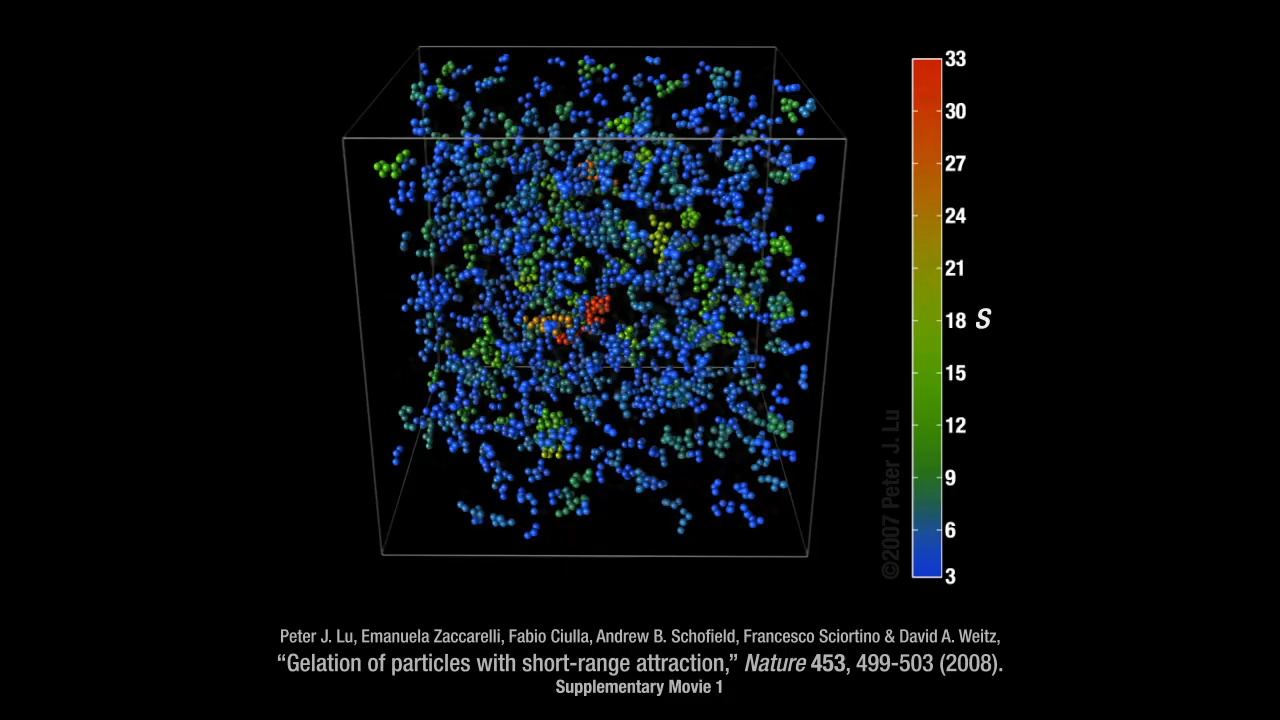 33
30
27
24
21
18 S
15
12
9
6
3
©2007 Peter J. Lu
Peter J. Lu, Emanuela Zaccarelli, Fabio Ciulla, Andrew B. Schofield, Francesco Sciortino & David A. Weitz,
“Gelation of particles with short-range attraction,” Nature 453, 499-503 (2008).
Supplementary Movie 1